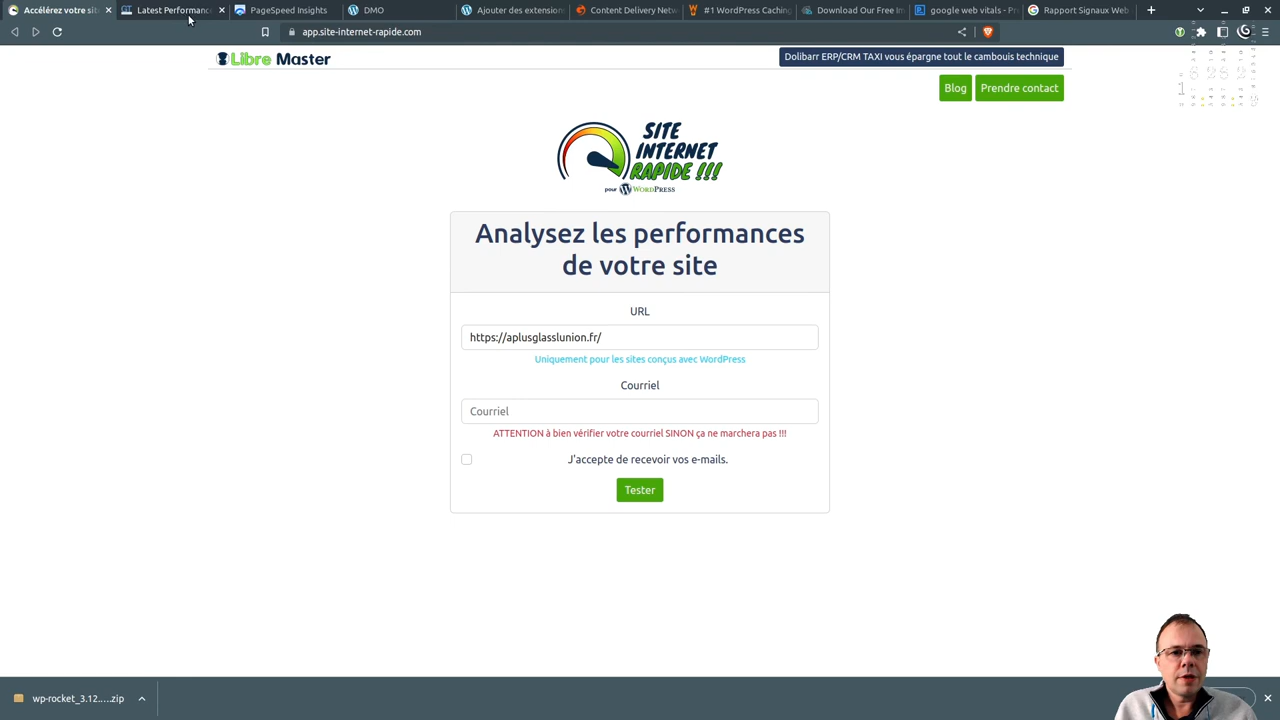 Accélérez votre site
Latest Performanc
PageSpeed Insights
DMO
Ajouter des extension
Content Delivery Netw
#1 WordPress Caching
Download Our Free Im
google web vitals - Pr
Rapport Signaux Web
app.site-internet-rapide.com
Libre Master
Dolibarr ERP/CRM TAXI vous épargne tout le cambouis technique
Blog
Prendre contact
SITE
INTERNET
RAPIDE !!!
pour WORDPRESS
Analysez les performances
de votre site
URL
https://aplusglasslunion.fr/
Uniquement pour les sites conçus avec WordPress
Courriel
Courriel
ATTENTION à bien vérifier votre courriel SINON ça ne marchera pas !!!
J'accepte de recevoir vos e-mails.
Tester
wp-rocket_3.12....zip